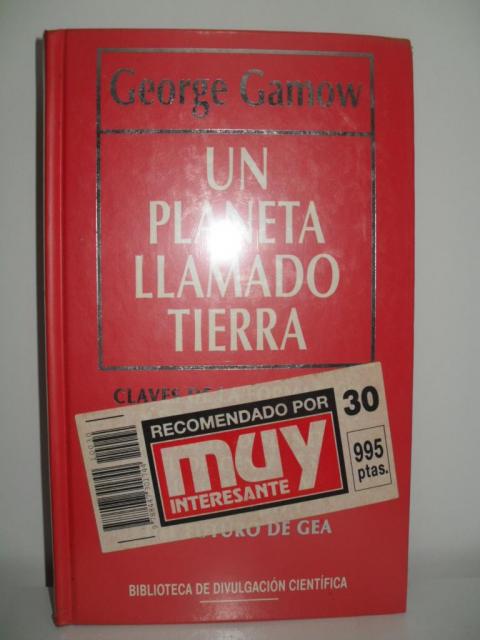 George Gamow
UN
PLANETA
LLAMADO
TIERRA
CLAVES
RECOMENDADO POR
muy
INTERESANTE
30
995
ptas.
DE GEA
BIBLIOTECA DE DIVULGACIÓN CIENTÍFICA